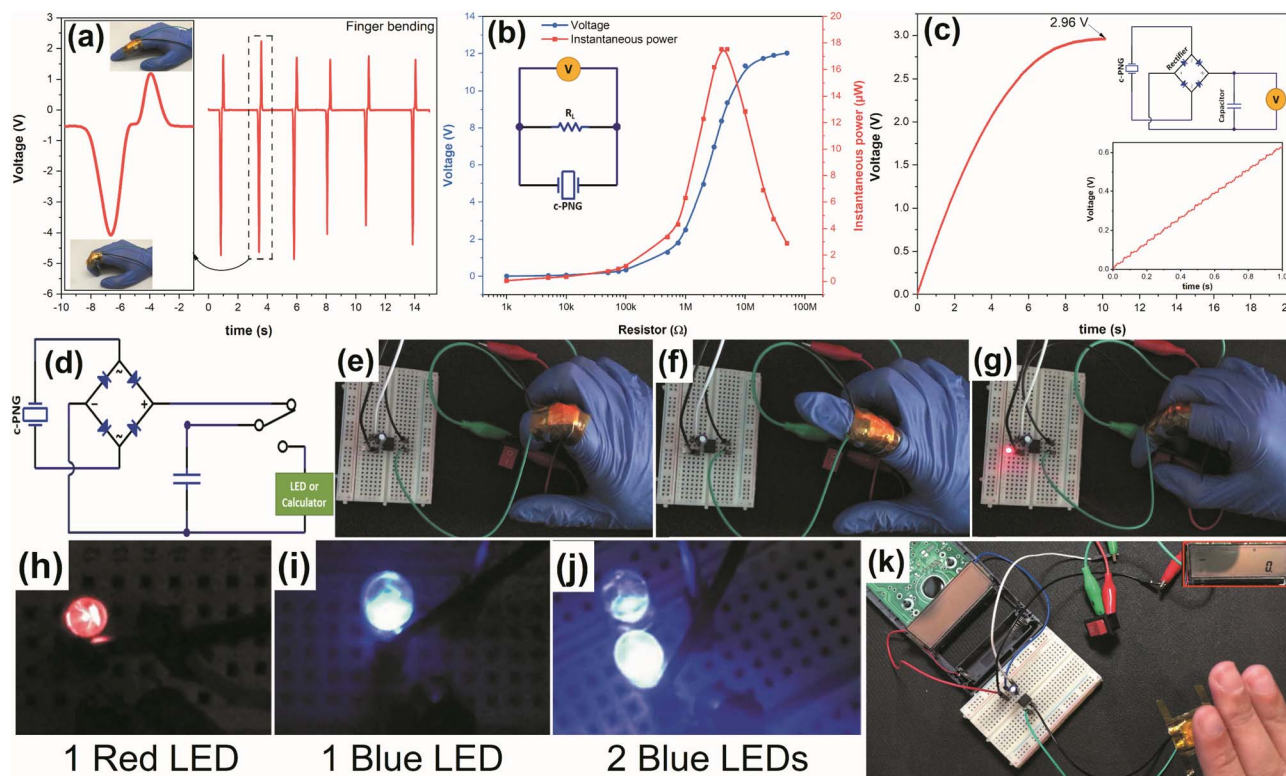 (a)
Finger bending
Voltage (V)
3
2
1
0
-1
-2
-3
-4
-5
-6
-10 -8 -6 -4 -2 0 2 4 6 8 10 12 14
time (s)
(b)
Voltage
Instantaneous power
V
R_L
c-PNG
Voltage (V)
14
12
10
8
6
4
2
0
Instantaneous power (µW)
20
18
16
14
12
10
8
6
4
2
0
1k 10k 100k 1M 10M 100M
Resistor (Ω)
(c)
2.96 V
c-PNG
Rectifier
Capacitor
V
Voltage (V)
3.5
3.0
2.5
2.0
1.5
1.0
0.5
0.0
0 2 4 6 8 10 12 14 16 18
time (s)
Voltage (V)
0.6
0.4
0.2
0.0
0.0 0.2 0.4 0.6 0.8 1.0
time (s)
(d)
c-PNG
~
- +
~
LED or
Calculator
(e)
(f)
(g)
(h)
1 Red LED
(i)
1 Blue LED
(j)
2 Blue LEDs
(k)
0.